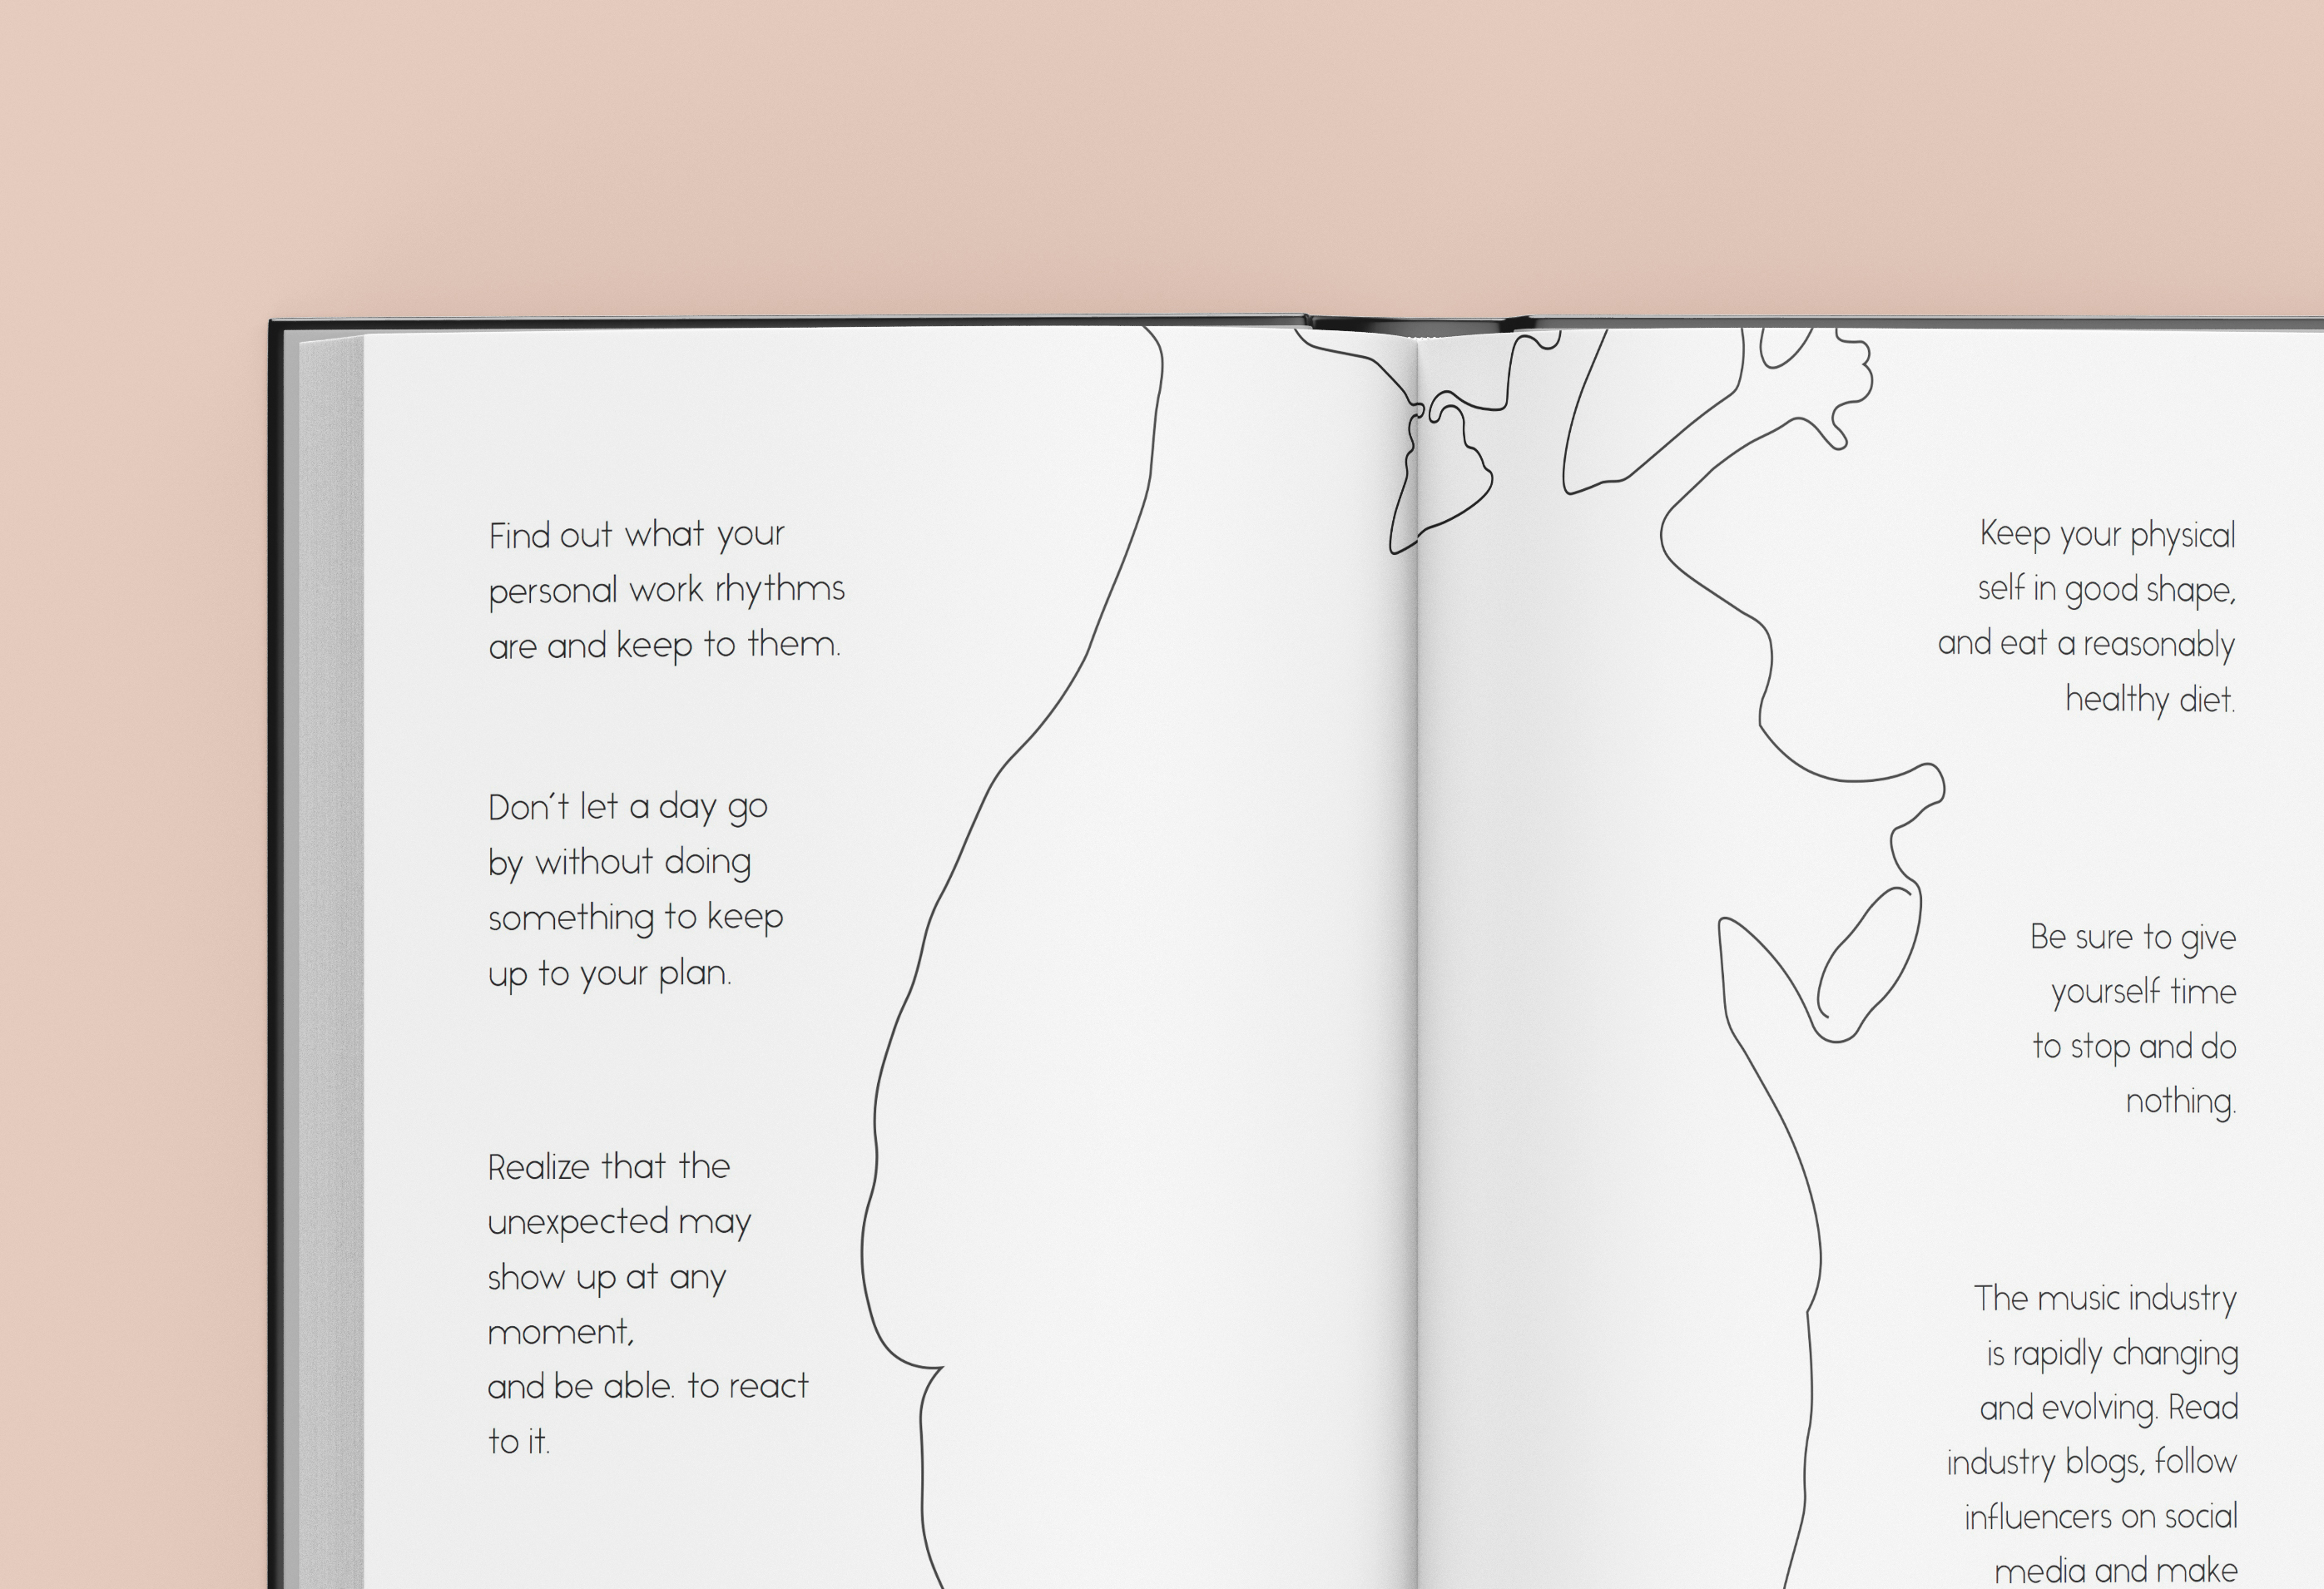 Find out what your
personal work rhythms
are and keep to them.
Don´t let a day go
by without doing
something to keep
up to your plan.
Realize that the
unexpected may
show up at any
moment,
and be able. to react
to it.
Keep your physical
self in good shape,
and eat a reasonably
healthy diet.
Be sure to give
yourself time
to stop and do
nothing.
The music industry
is rapidly changing
and evolving. Read
industry blogs, follow
influencers on social
media and make